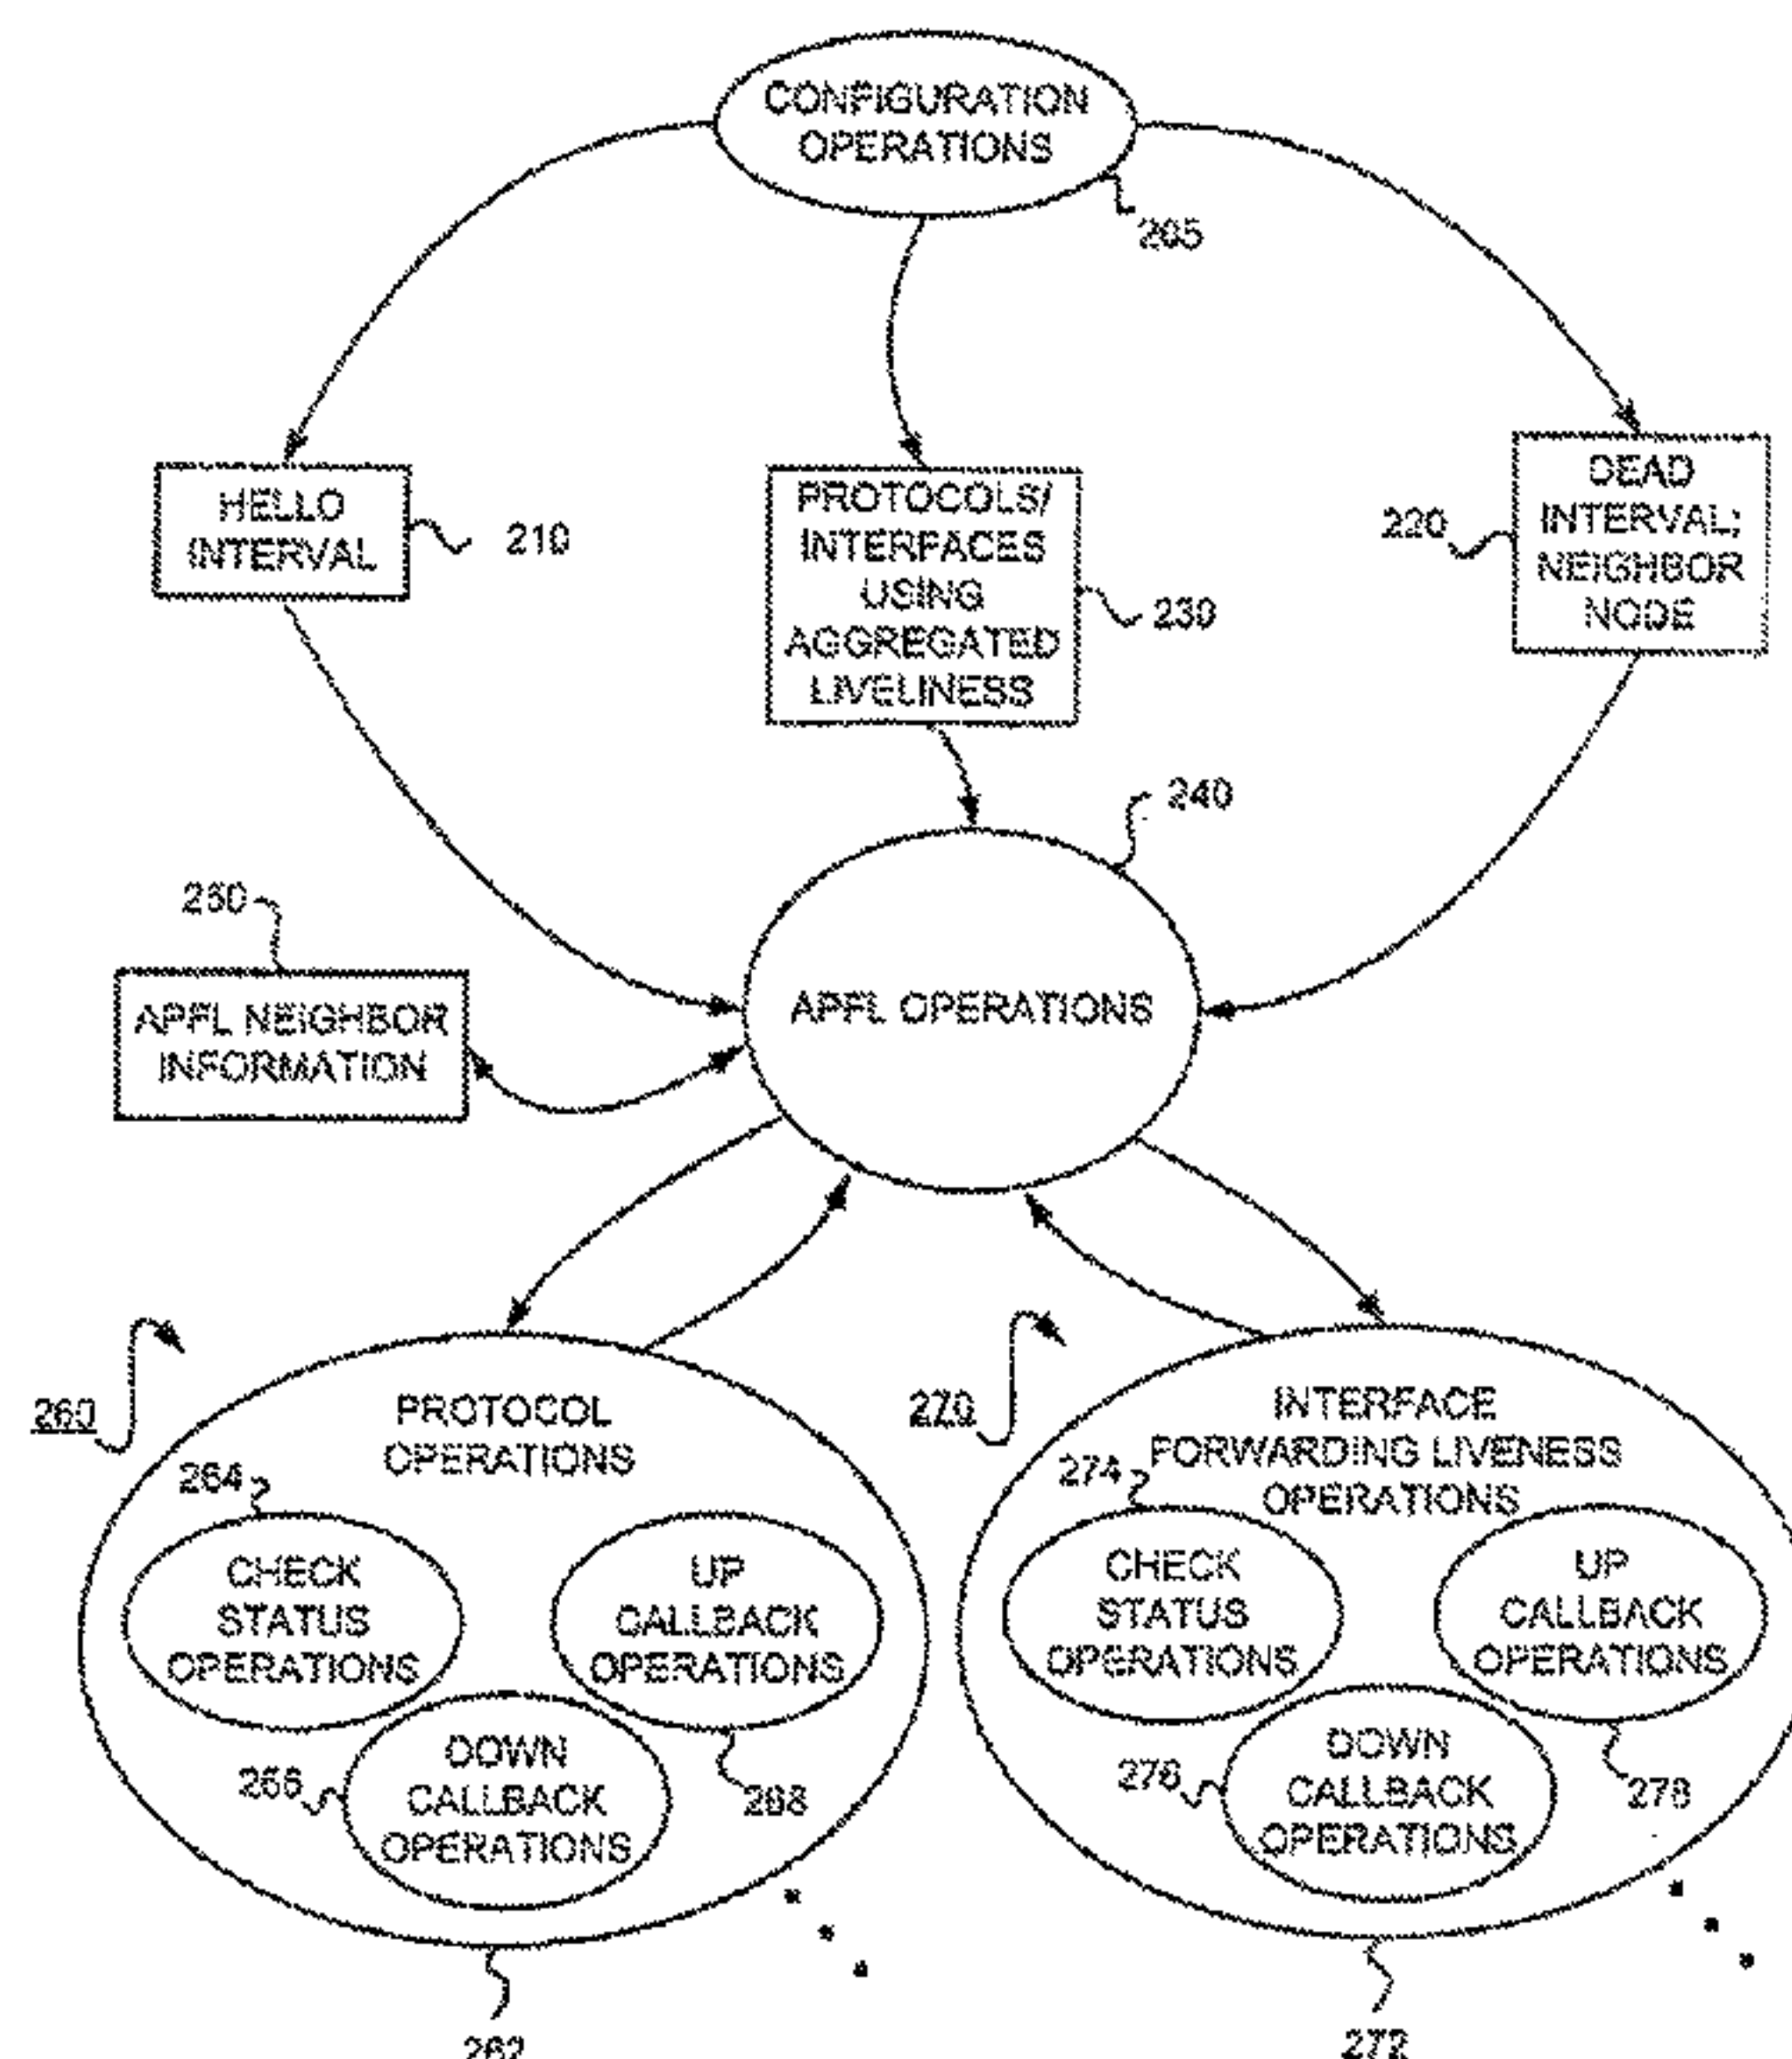 CONFIGURATION
OPERATIONS
205
HELLO
INTERVAL
210
PROTOCOLS/
INTERFACES
USING
AGGREGATED
LIVELINESS
230
220
DEAD
INTERVAL;
NEIGHBOR
NODE
240
250
APFL NEIGHBOR
INFORMATION
APFL OPERATIONS
260
PROTOCOL
OPERATIONS
264
CHECK
STATUS
OPERATIONS
UP
CALLBACK
OPERATIONS
266
DOWN
CALLBACK
OPERATIONS
268
262
270
INTERFACE
FORWARDING LIVENESS
OPERATIONS
274
CHECK
STATUS
OPERATIONS
UP
CALLBACK
OPERATIONS
276
DOWN
CALLBACK
OPERATIONS
278
272